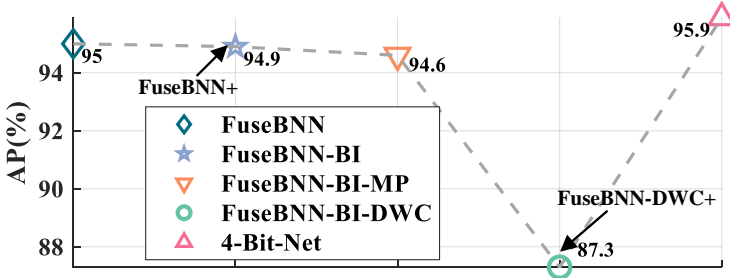 95.9
95
94.9
94.6
94
FuseBNN+
FuseBNN
92
FuseBNN-BI
AP(%)
FuseBNN-BI-MP
90
FuseBNN-DWC+
FuseBNN-BI-DWC
4-Bit-Net
88
87.3